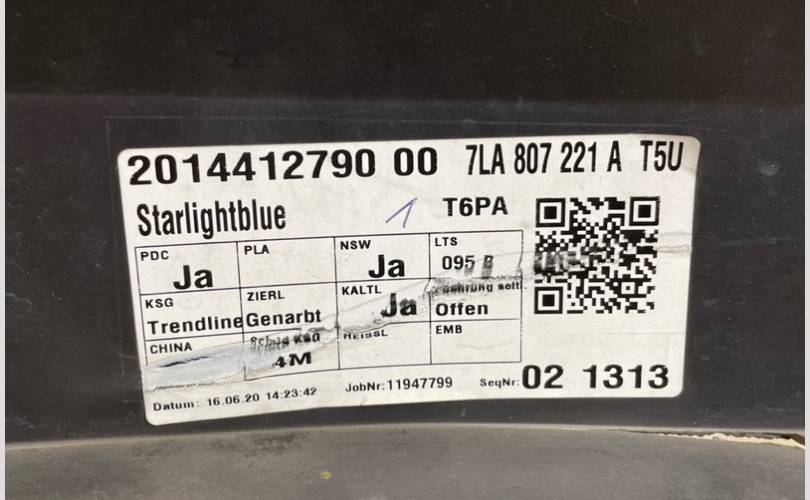 2014412790 00 7LA 807 221 A T5U
Starlightblue 1 T6PA
PDC Ja
PLA
NSW Ja
LTS 095
KSG Trendline
ZIERL Genarbt
KALTL Ja
Offen
CHINA
4M
HEISSL
EMB
Datum: 16.06.20 14:23:42 JobNr: 11947799 SeqNr: 02 1313